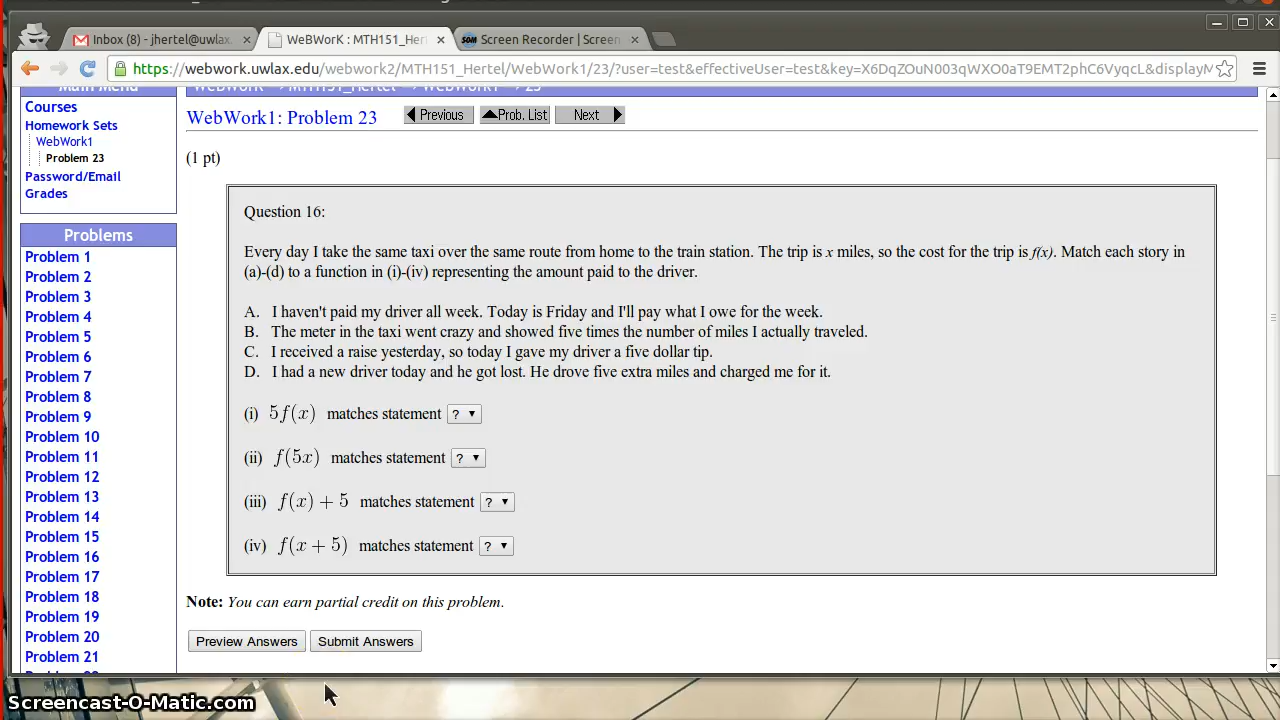 Inbox (8) - jhertel@uwlax.
WeBWorK : MTH151_Her
Screen Recorder | Screen
https://webwork.uwlax.edu/webwork2/MTH151_Hertel/WebWork1/23/?user=test&effectiveUser=test&key=X6DqZOuN003qWXO0aT9EMT2phC6VyqcL&displayM
Main Menu
Courses
Homework Sets
WebWork1
Problem 23
Password/Email
Grades
Problems
Problem 1
Problem 2
Problem 3
Problem 4
Problem 5
Problem 6
Problem 7
Problem 8
Problem 9
Problem 10
Problem 11
Problem 12
Problem 13
Problem 14
Problem 15
Problem 16
Problem 17
Problem 18
Problem 19
Problem 20
Problem 21
WebWork1: Problem 23
Previous
Prob. List
Next
(1 pt)
Question 16:
Every day I take the same taxi over the same route from home to the train station. The trip is x miles, so the cost for the trip is f(x). Match each story in
(a)-(d) to a function in (i)-(iv) representing the amount paid to the driver.
A. I haven't paid my driver all week. Today is Friday and I'll pay what I owe for the week.
B. The meter in the taxi went crazy and showed five times the number of miles I actually traveled.
C. I received a raise yesterday, so today I gave my driver a five dollar tip.
D. I had a new driver today and he got lost. He drove five extra miles and charged me for it.
(i) 5f(x) matches statement ?
(ii) f(5x) matches statement ?
(iii) f(x) + 5 matches statement ?
(iv) f(x + 5) matches statement ?
Note: You can earn partial credit on this problem.
Preview Answers
Submit Answers
Screencast-O-Matic.com